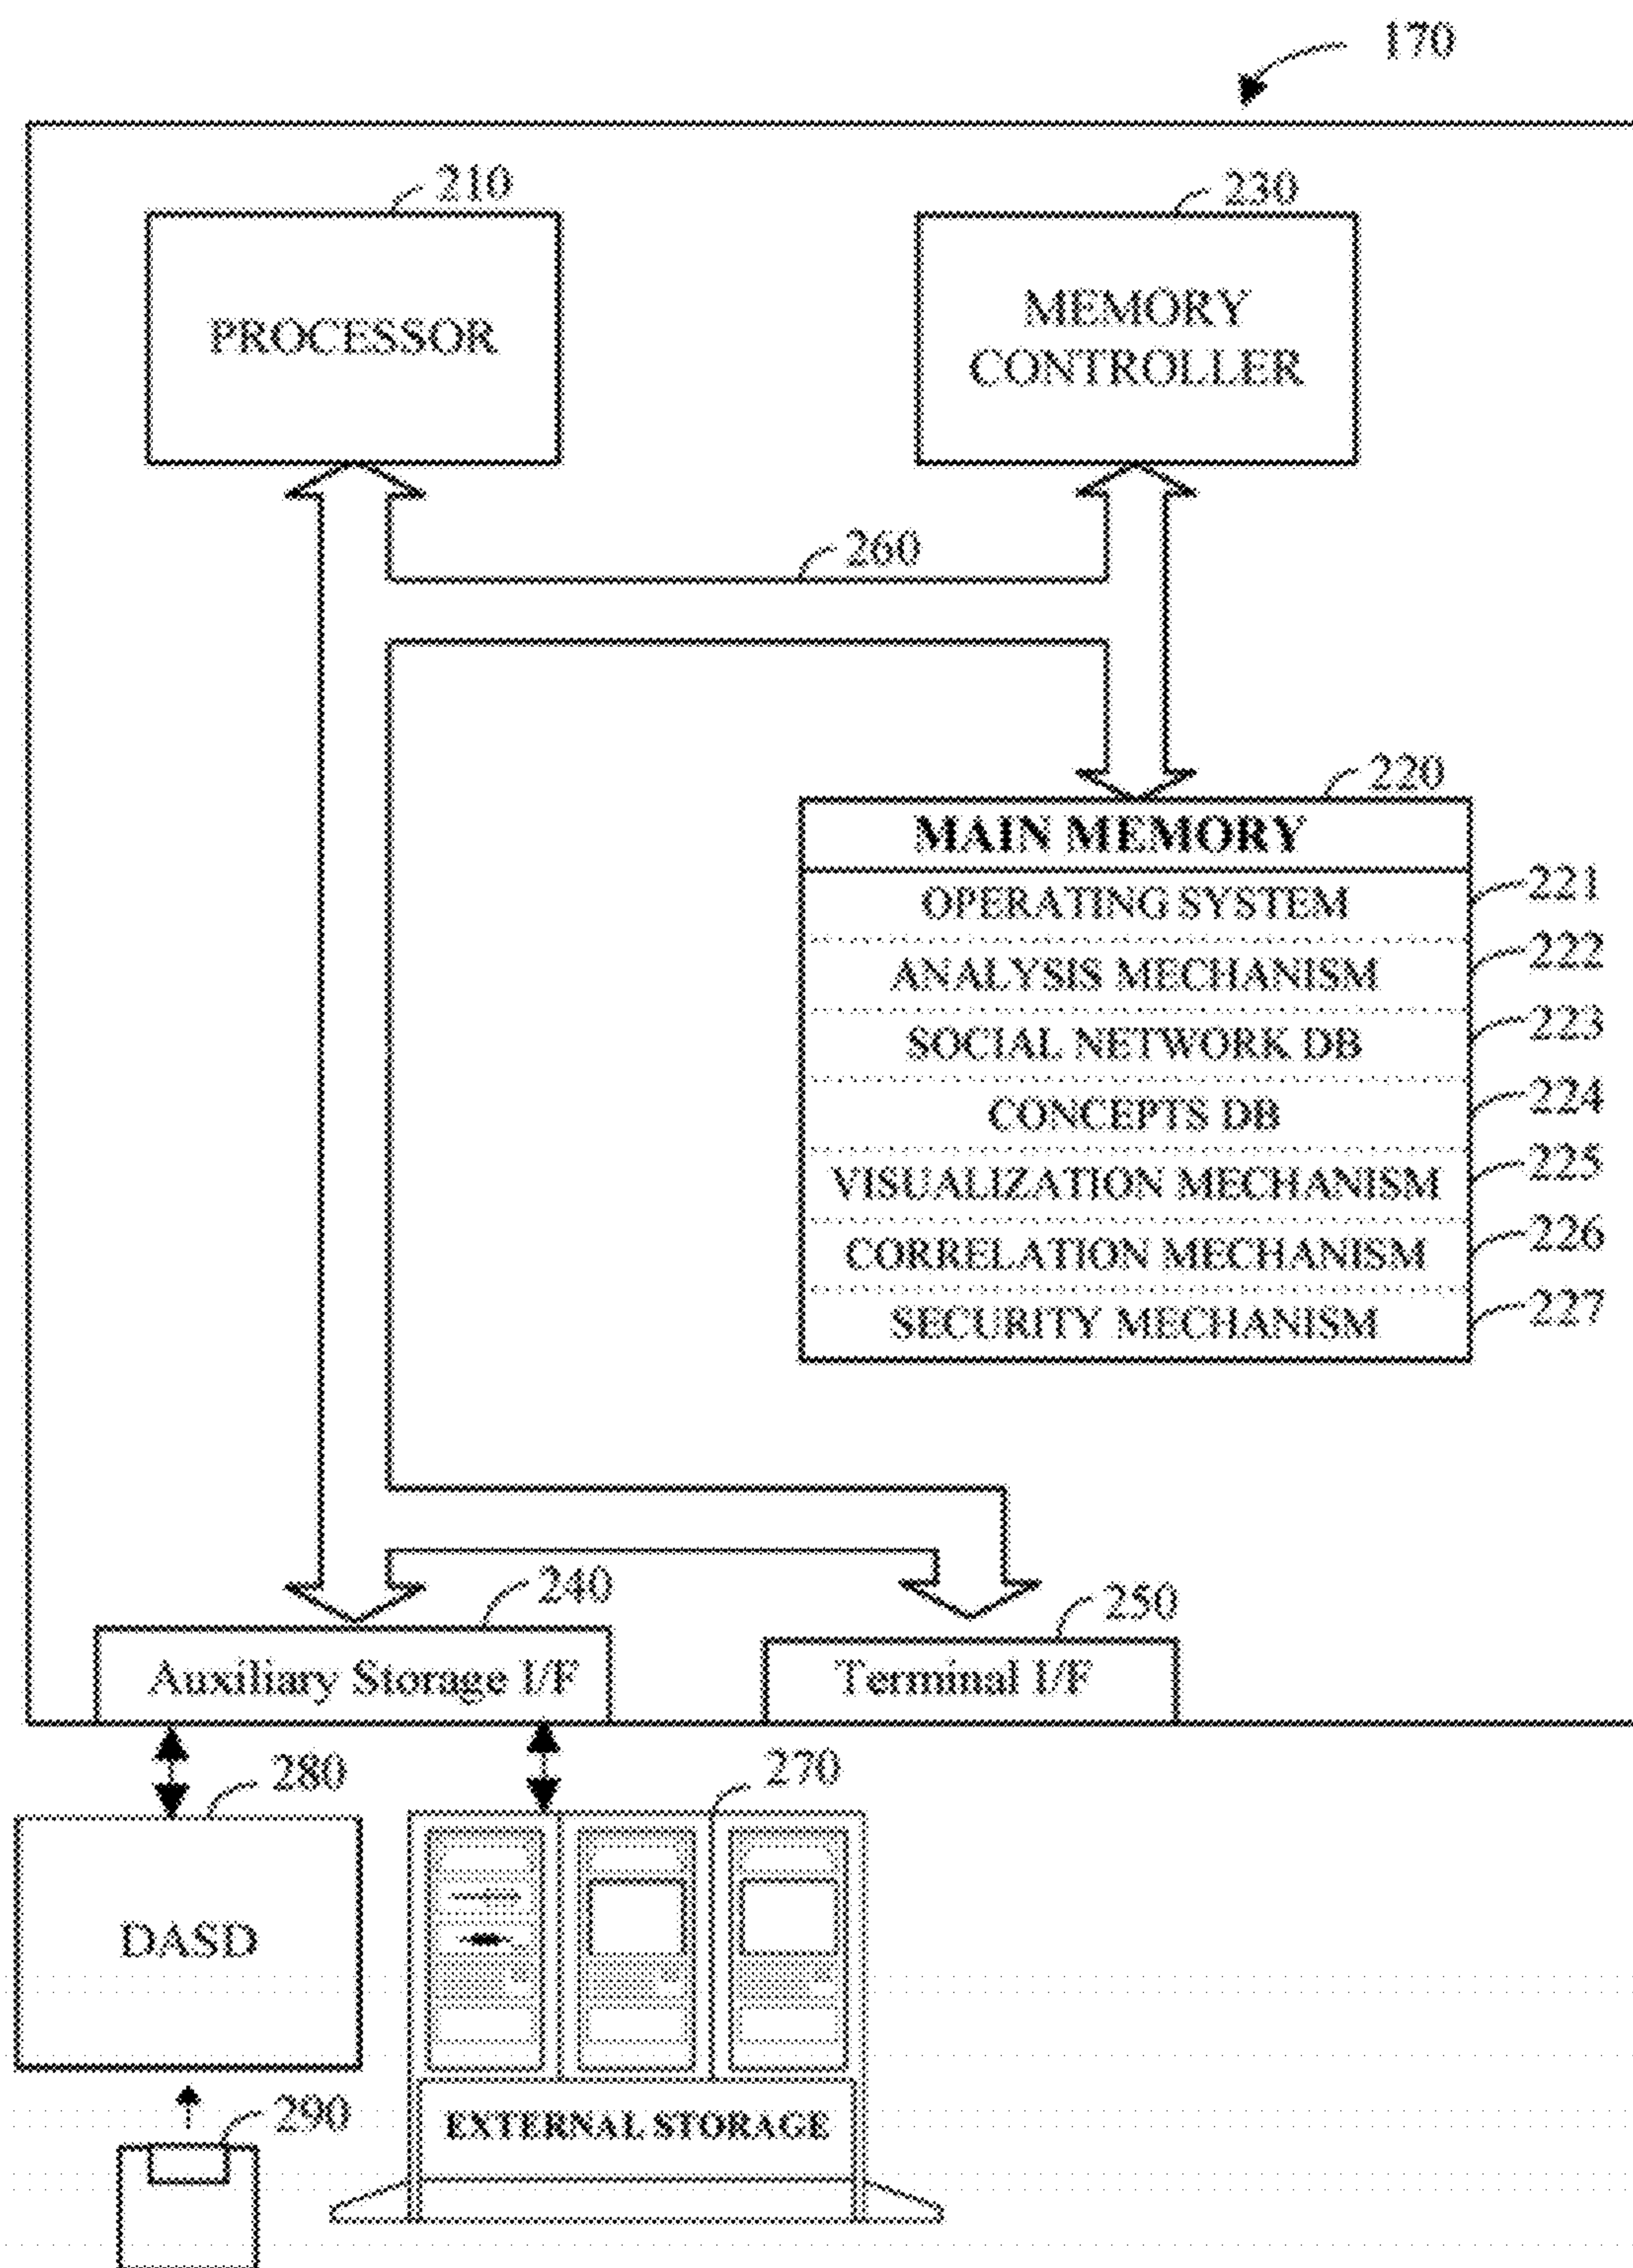 170
210
230
PROCESSOR
MEMORY
CONTROLLER
260
220
MAIN MEMORY
OPERATING SYSTEM
221
ANALYSIS MECHANISM
222
SOCIAL NETWORK DB
223
CONCEPTS DB
224
VISUALIZATION MECHANISM
225
CORRELATION MECHANISM
226
SECURITY MECHANISM
227
240
250
Auxiliary Storage I/F
Terminal I/F
280
270
DASD
290
EXTERNAL STORAGE